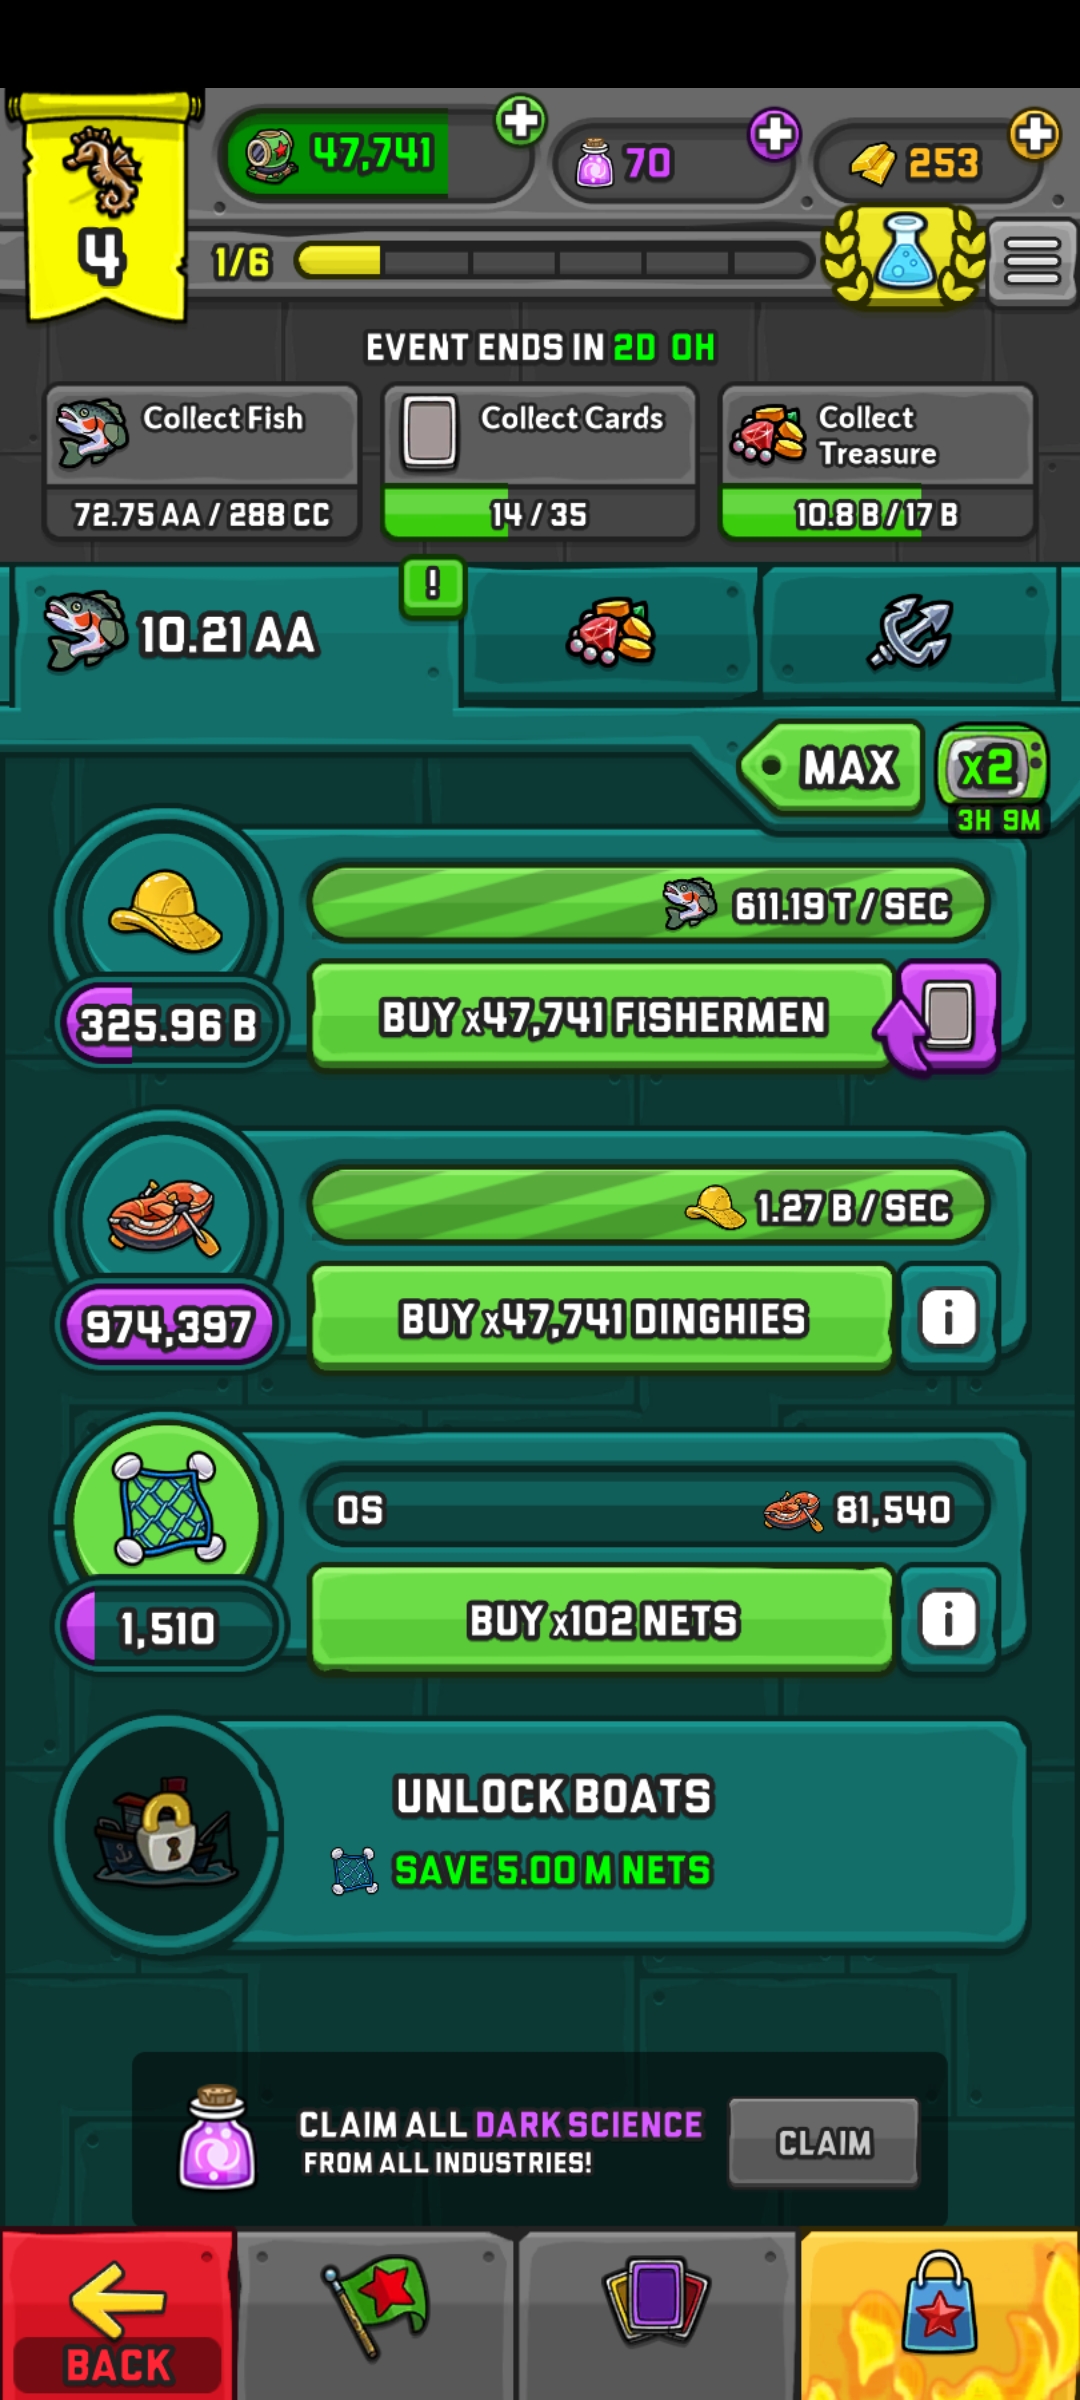 47,741
70
253
4
1/6
EVENT ENDS IN 2D 0H
Collect Fish
72.75 AA / 288 CC
Collect Cards
14 / 35
Collect
Treasure
10.8 B / 17 B
10.21 AA
!
MAX
x2
3H 9M
611.19 T / SEC
325.96 B
BUY x47,741 FISHERMEN
1.27 B / SEC
974,397
BUY x47,741 DINGHIES
i
0S
81,540
1,510
BUY x102 NETS
i
UNLOCK BOATS
SAVE 5.00 M NETS
CLAIM ALL DARK SCIENCE
FROM ALL INDUSTRIES!
CLAIM
BACK